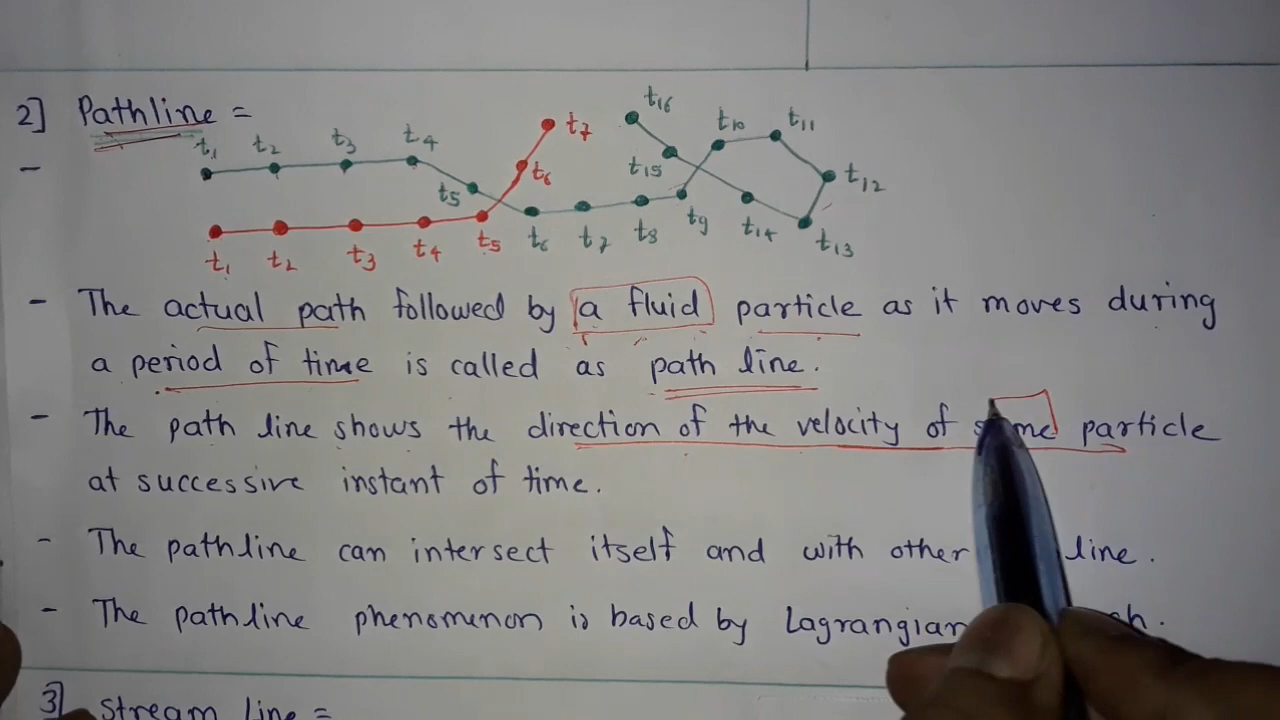 2] Pathline =
t1 t2 t3 t4 t5 t6 t7 t8 t9 t10 t11 t12 t13 t14 t15 t16
t1 t2 t3 t4 t5 t6 t7
- The actual path followed by a fluid particle as it moves during
a period of time is called as path line.
- The path line shows the direction of the velocity of same particle
at successive instant of time.
- The pathline can intersect itself and with other line.
- The pathline phenomenon is based by Lagrangian
3] Stream line =